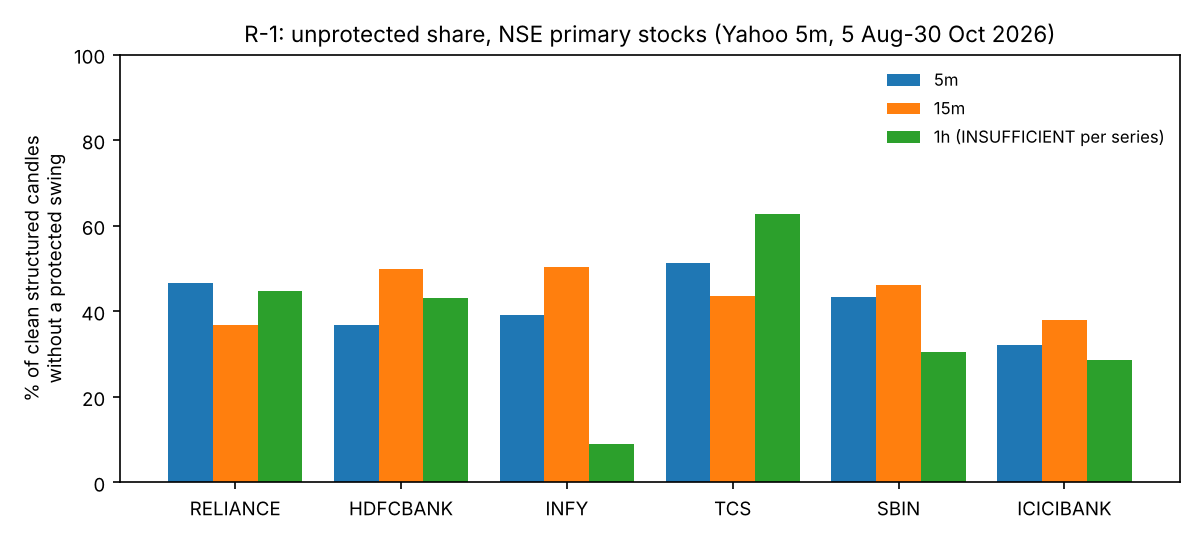 R-1: unprotected share, NSE primary stocks (Yahoo 5m, 5 Aug-30 Oct 2026)
5m
15m
1h (INSUFFICIENT per series)
% of clean structured candles
without a protected swing
100
80
60
40
20
0
RELIANCE
HDFCBANK
INFY
TCS
SBIN
ICICIBANK